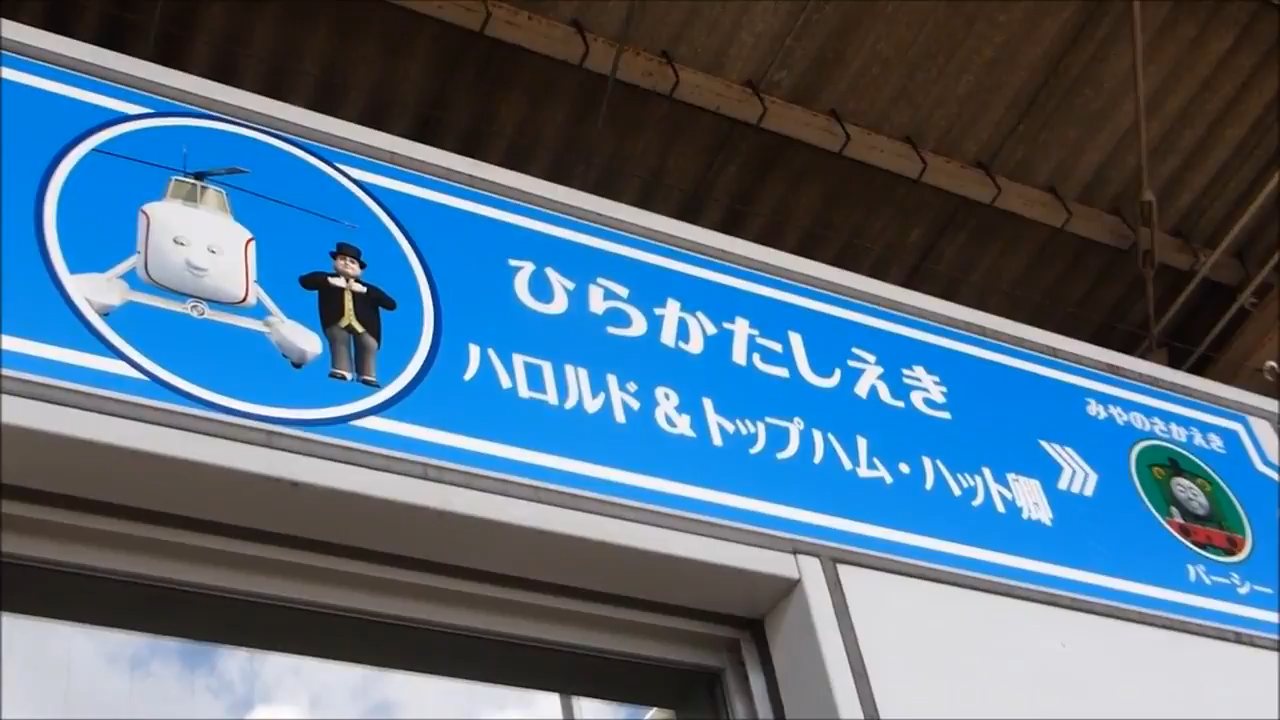 ひらかたしえき
ハロルド&トップハム・ハット卿
みやのさかえき
パーシー